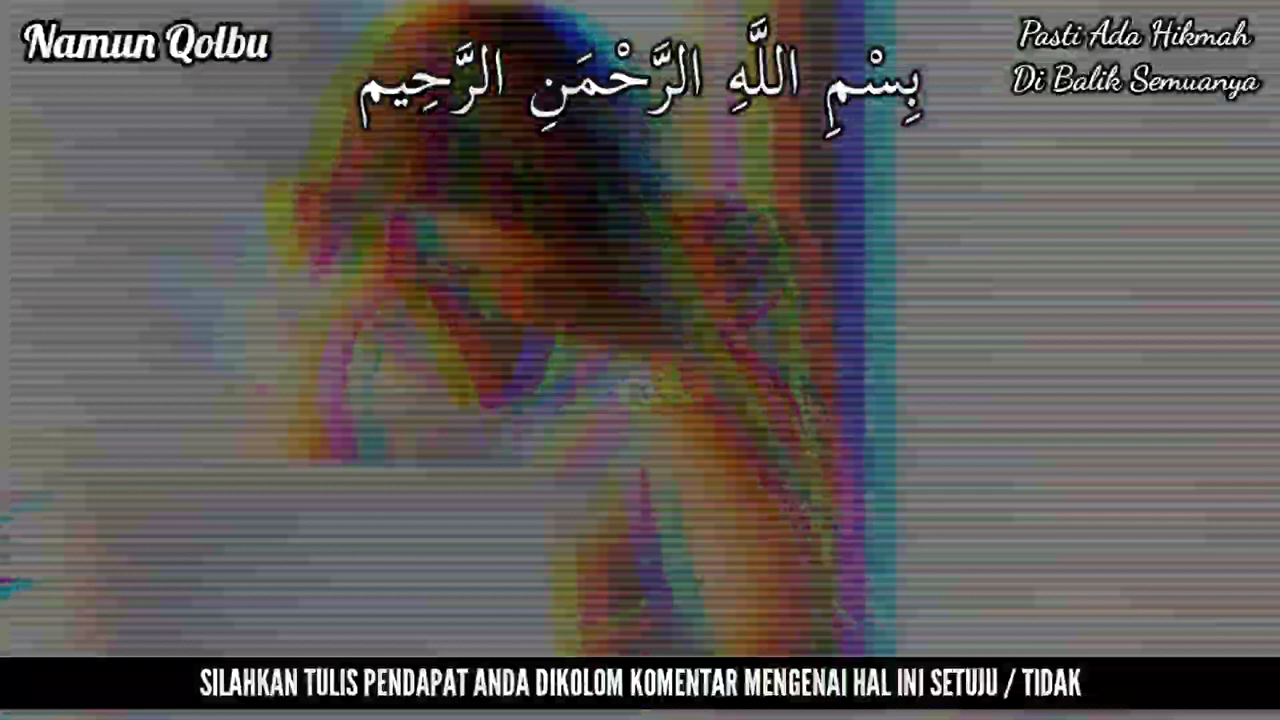 Namun Qolbu
بِسْمِ اللَّهِ الرَّحْمَنِ الرَّحِيم
Pasti Ada Hikmah
Di Balik Semuanya
SILAHKAN TULIS PENDAPAT ANDA DIKOLOM KOMENTAR MENGENAI HAL INI SETUJU / TIDAK